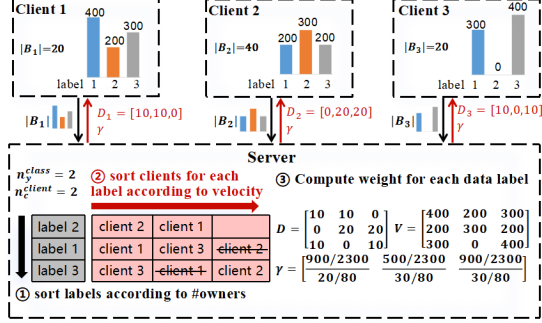 Client 1
|B₁|=20
400
200
300
label 1 2 3
Client 2
|B₂|=40
200
300
200
label 1 2 3
Client 3
|B₃|=20
300
0
400
label 1 2 3
|B₁|
D₁ = [10,10,0]
γ
|B₂|
D₂ = [0,20,20]
γ
|B₃|
D₃ = [10,0,10]
γ
Server
n_y^class = 2
n_c^client = 2
② sort clients for each
label according to velocity
③ Compute weight for each data label
label 2 client 2 client 1
label 1 client 1 client 3 client 2
label 3 client 3 client 1 client 2
① sort labels according to #owners
D = [10 10 0
0 20 20
10 0 10]
V = [400 200 300
200 300 200
300 0 400]
γ = [900/2300 500/2300 900/2300
20/80 30/80 30/80]